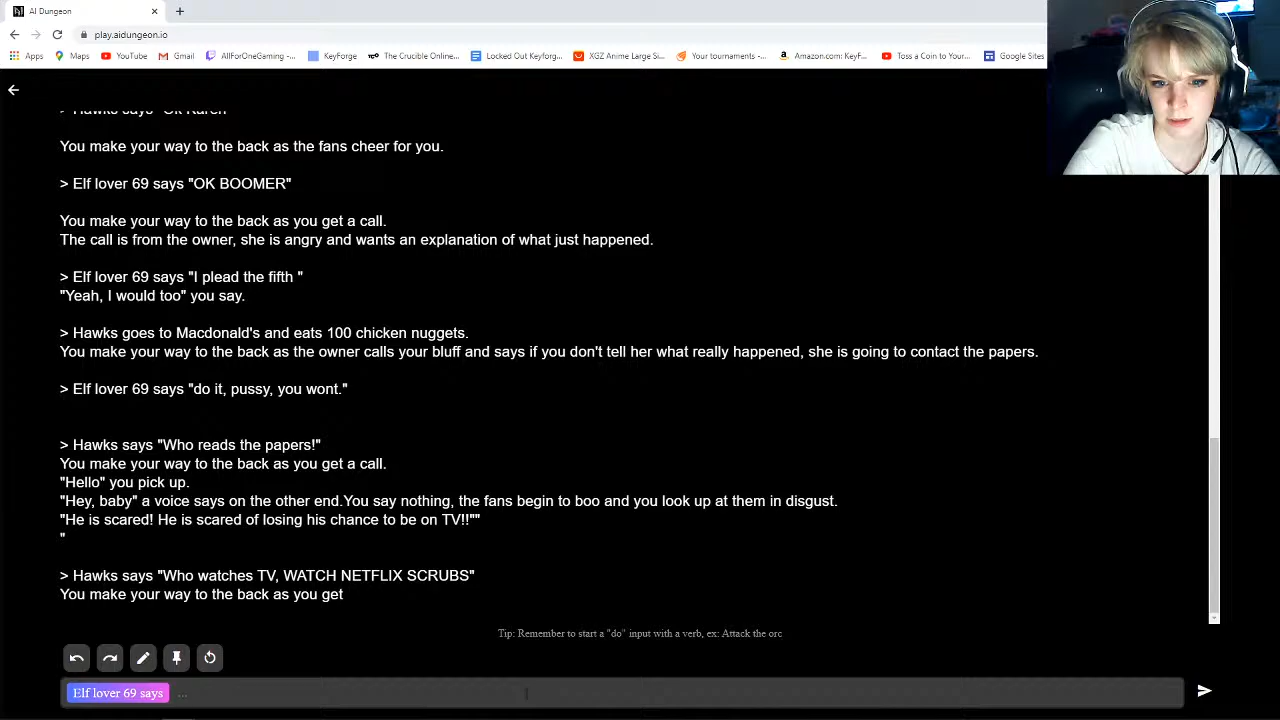 AI Dungeon
play.aidungeon.io
Apps Maps YouTube Gmail AllForOneGaming -... KeyForge The Crucible Online... Locked Out Keyforg... XGZ Anime Large Si... Your tournaments -... Amazon.com: KeyF... Toss a Coin to Your... Google Sites
> Hawks says "Ok Karen"
You make your way to the back as the fans cheer for you.
> Elf lover 69 says "OK BOOMER"
You make your way to the back as you get a call.
The call is from the owner, she is angry and wants an explanation of what just happened.
> Elf lover 69 says "I plead the fifth "
"Yeah, I would too" you say.
> Hawks goes to Macdonald's and eats 100 chicken nuggets.
You make your way to the back as the owner calls your bluff and says if you don't tell her what really happened, she is going to contact the papers.
> Elf lover 69 says "do it, pussy, you wont."
> Hawks says "Who reads the papers!"
You make your way to the back as you get a call.
"Hello" you pick up.
"Hey, baby" a voice says on the other end.You say nothing, the fans begin to boo and you look up at them in disgust.
"He is scared! He is scared of losing his chance to be on TV!!""
"
> Hawks says "Who watches TV, WATCH NETFLIX SCRUBS"
You make your way to the back as you get
Tip: Remember to start a "do" input with a verb, ex: Attack the orc
Elf lover 69 says ...